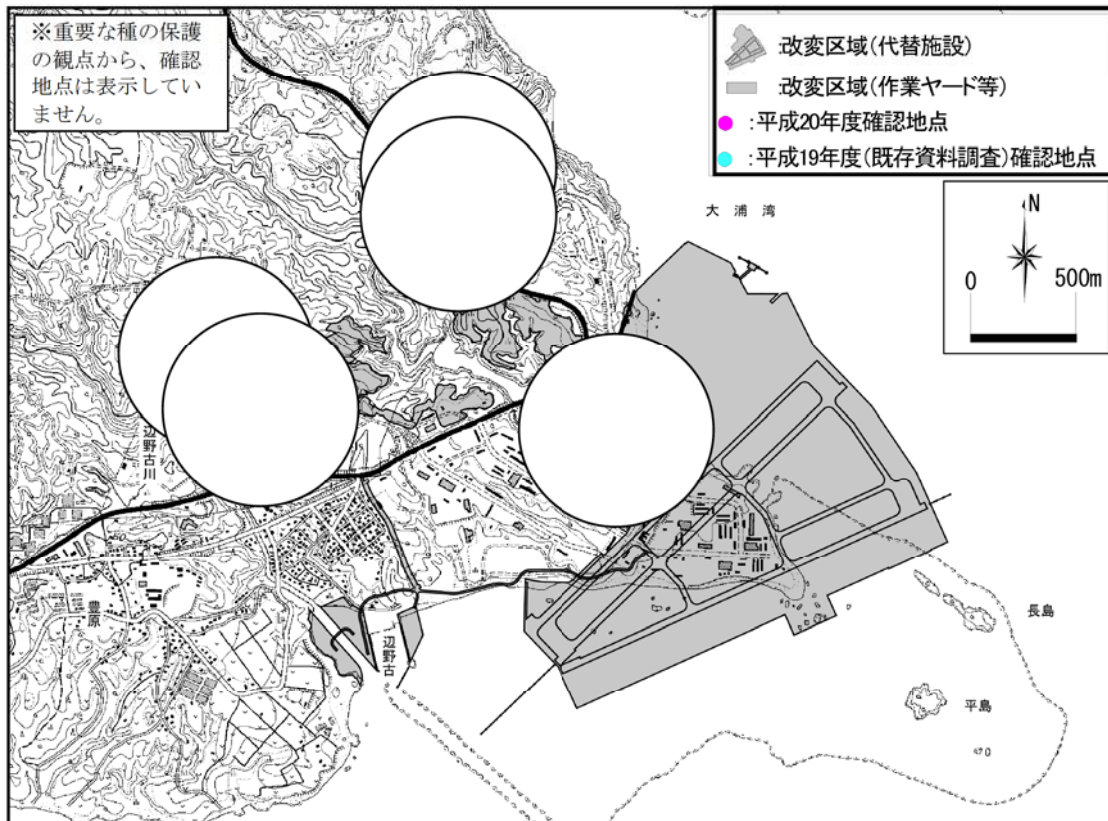 ※重要な種の保護
の観点から、確認
地点は表示してい
ません。
:改変区域(代替施設)
:改変区域(作業ヤード等)
:平成20年度確認地点
:平成19年度(既存資料調査)確認地点
N
0 500m
大浦湾
辺野古川
豊原
辺野古
長島
平島